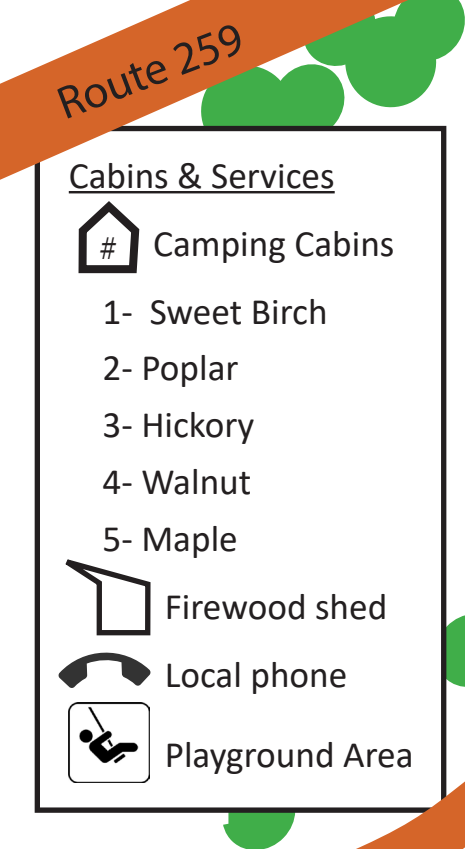 Route 259
Cabins & Services
# Camping Cabins
1- Sweet Birch
2- Poplar
3- Hickory
4- Walnut
5- Maple
Firewood shed
Local phone
Playground Area